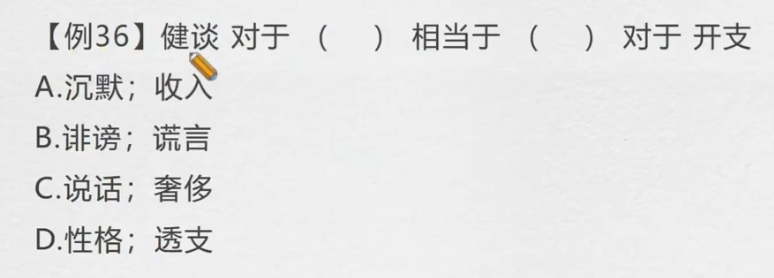 【例36】健谈 对于 （ ） 相当于 （ ） 对于 开支
A.沉默；收入
B.诽谤；谎言
C.说话；奢侈
D.性格；透支